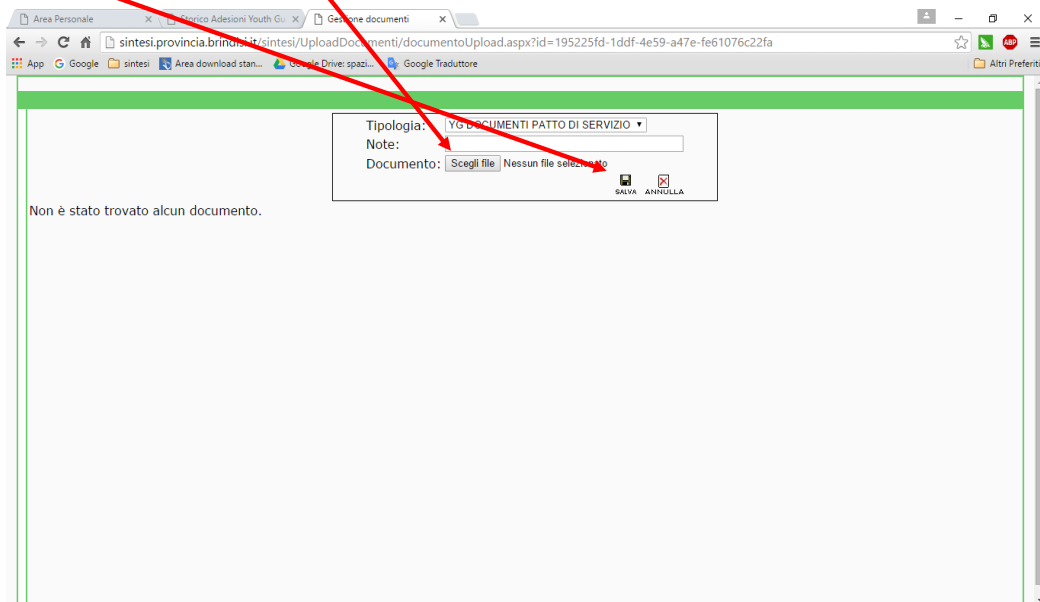 Area Personale
Storico Adesioni Youth Gu
Gestione documenti
sintesi.provincia.brindisi.it/sintesi/UploadDocumenti/documentoUpload.aspx?id=195225fd-1ddf-4e59-a47e-fe61076c22fa
ABP
App Google sintesi Area download stan... Google Drive: spazi... Google Traduttore Altri Preferiti
Tipologia: YG DOCUMENTI PATTO DI SERVIZIO
Note:
Documento: Scegli file Nessun file selezionato
SALVA ANNULLA
Non è stato trovato alcun documento.